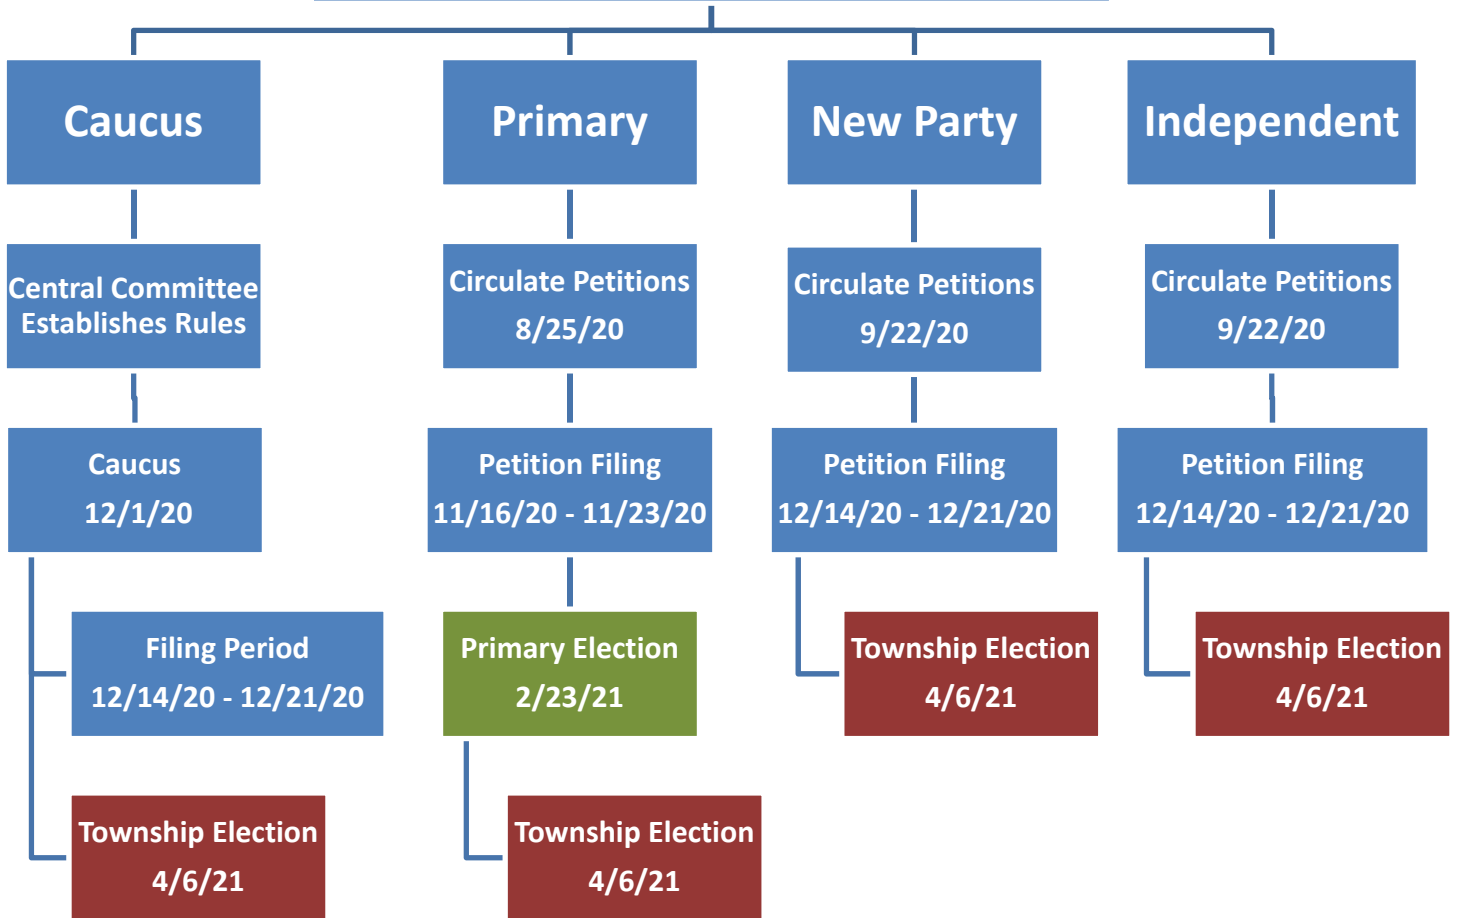 Caucus
Central Committee
Establishes Rules
Caucus
12/1/20
Filing Period
12/14/20 - 12/21/20
Township Election
4/6/21
Primary
Circulate Petitions
8/25/20
Petition Filing
11/16/20 - 11/23/20
Primary Election
2/23/21
Township Election
4/6/21
New Party
Circulate Petitions
9/22/20
Petition Filing
12/14/20 - 12/21/20
Township Election
4/6/21
Independent
Circulate Petitions
9/22/20
Petition Filing
12/14/20 - 12/21/20
Township Election
4/6/21